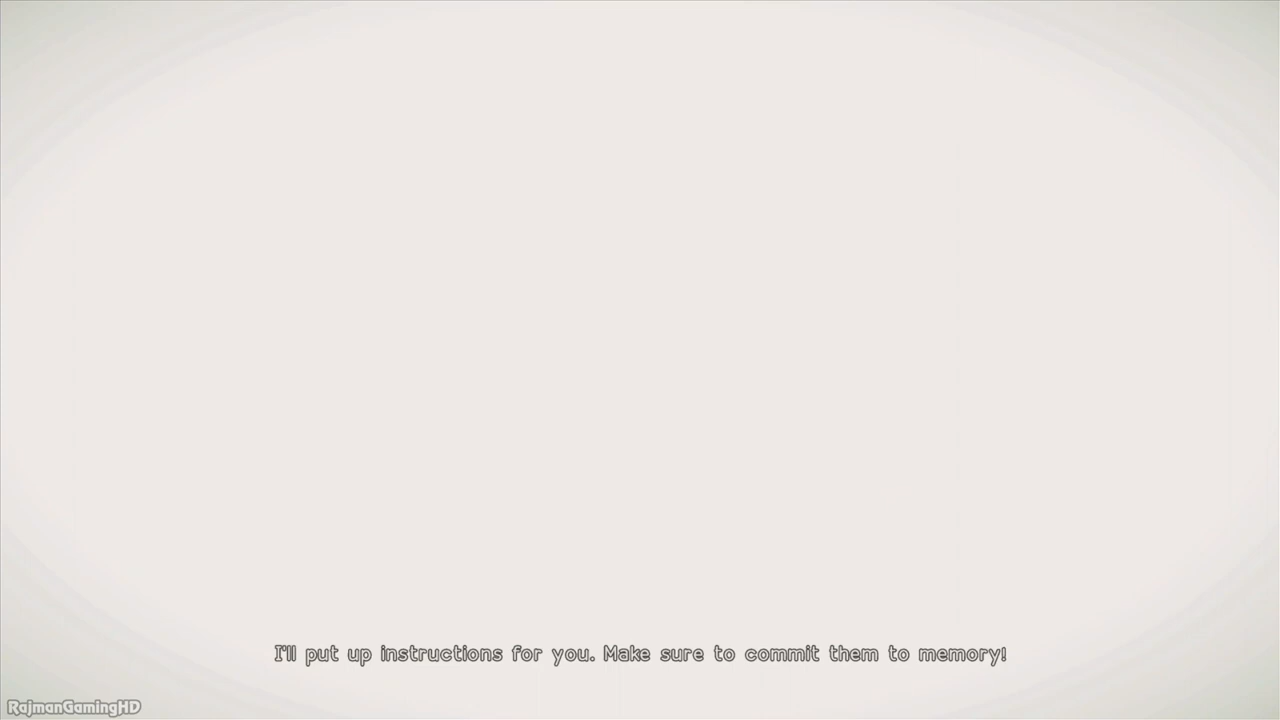 I'll put up instructions for you. Make sure to commit them to memory!
RajmanGamingHD